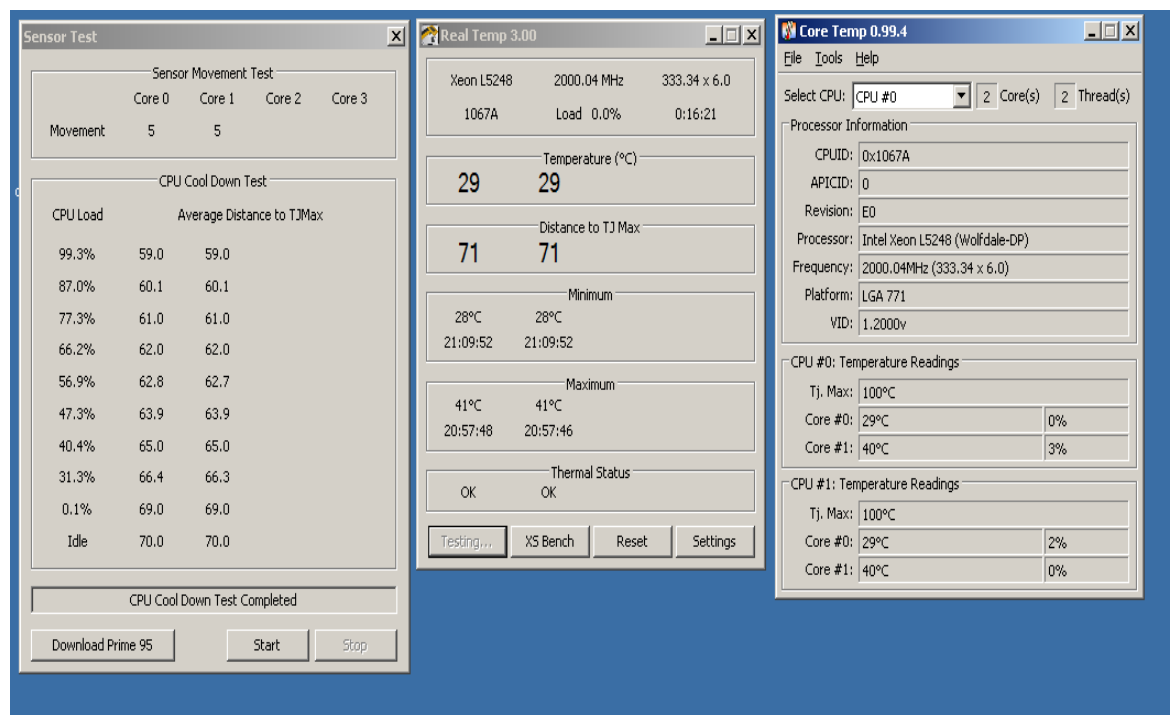 Sensor Test
Sensor Movement Test
Core 0 Core 1 Core 2 Core 3
Movement 5 5
CPU Cool Down Test
CPU Load Average Distance to TJMax
99.3% 59.0 59.0
87.0% 60.1 60.1
77.3% 61.0 61.0
66.2% 62.0 62.0
56.9% 62.8 62.7
47.3% 63.9 63.9
40.4% 65.0 65.0
31.3% 66.4 66.3
0.1% 69.0 69.0
Idle 70.0 70.0
CPU Cool Down Test Completed
Download Prime 95 Start Stop
Real Temp 3.00
Xeon L5248 2000.04 MHz 333.34 x 6.0
1067A Load 0.0% 0:16:21
Temperature (°C)
29 29
Distance to TJ Max
71 71
Minimum
28°C 28°C
21:09:52 21:09:52
Maximum
41°C 41°C
20:57:48 20:57:46
Thermal Status
OK OK
Testing... XS Bench Reset Settings
Core Temp 0.99.4
File Tools Help
Select CPU: CPU #0 2 Core(s) 2 Thread(s)
Processor Information
CPUID: 0x1067A
APICID: 0
Revision: E0
Processor: Intel Xeon L5248 (Wolfdale-DP)
Frequency: 2000.04MHz (333.34 x 6.0)
Platform: LGA 771
VID: 1.2000v
CPU #0: Temperature Readings
Tj. Max: 100°C
Core #0: 29°C 0%
Core #1: 40°C 3%
CPU #1: Temperature Readings
Tj. Max: 100°C
Core #0: 29°C 2%
Core #1: 40°C 0%